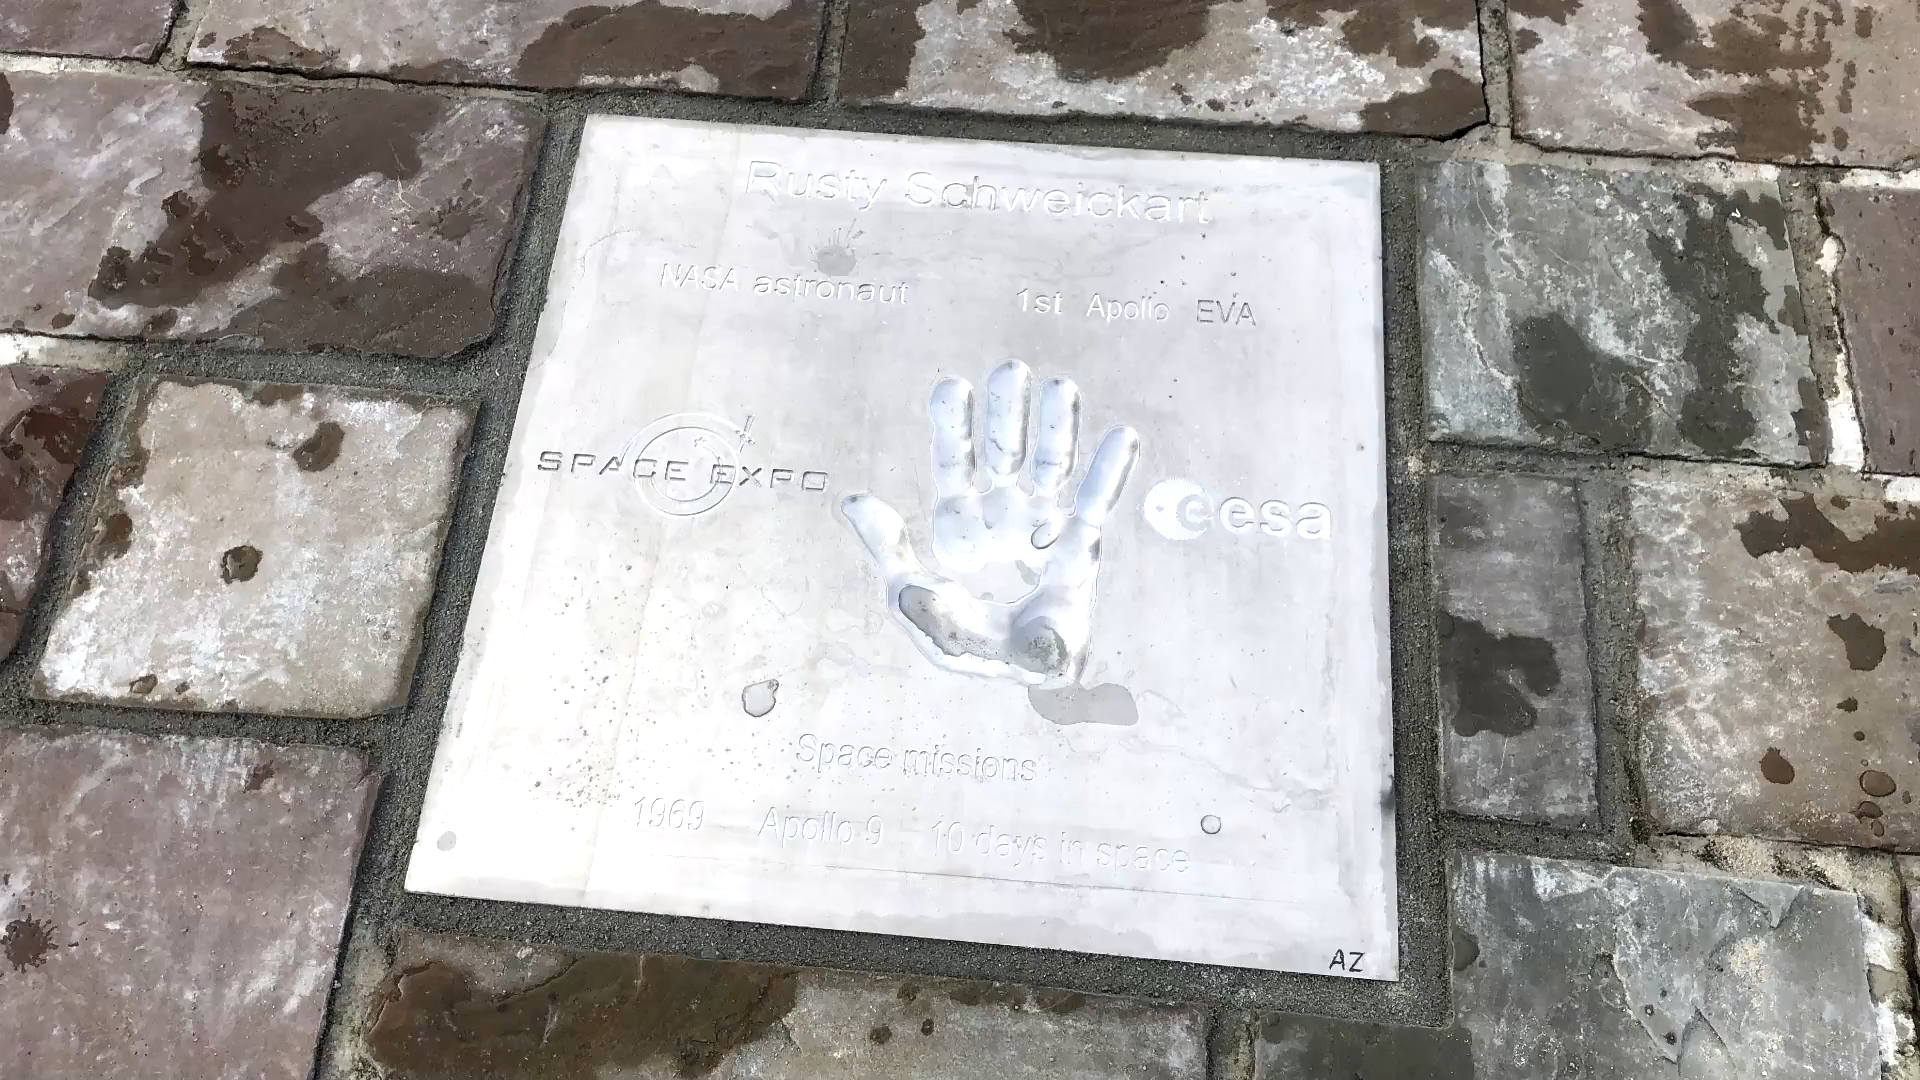 Rusty Schweickart
NASA astronaut 1st Apollo EVA
SPACE EXPO
esa
Space missions
1969 Apollo 9 10 days in space
AZ